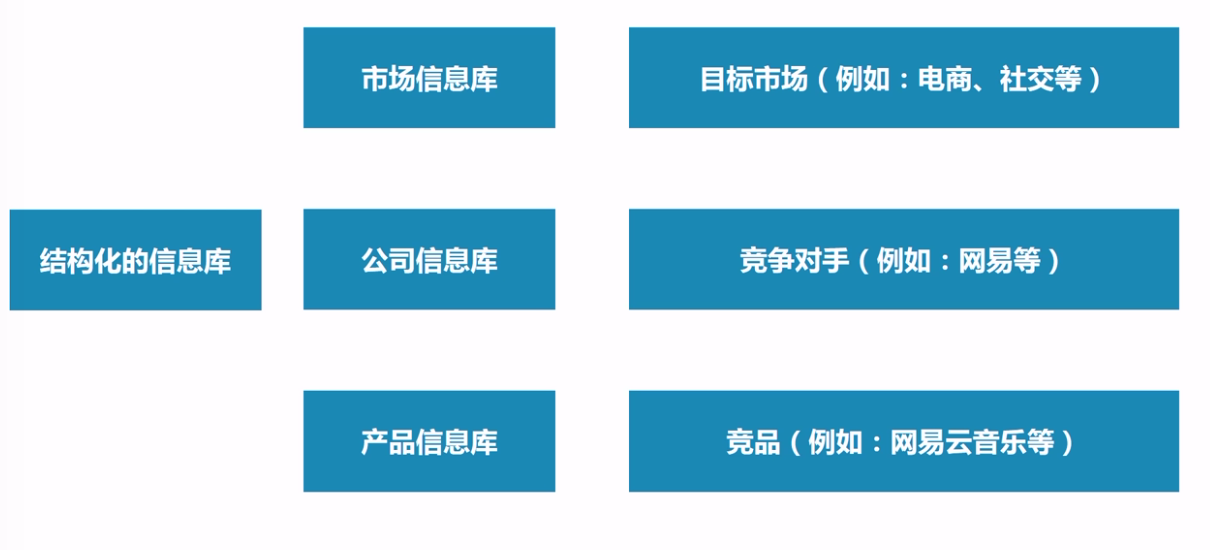 市场信息库
目标市场（例如：电商、社交等）
结构化的信息库
公司信息库
竞争对手（例如：网易等）
产品信息库
竞品（例如：网易云音乐等）